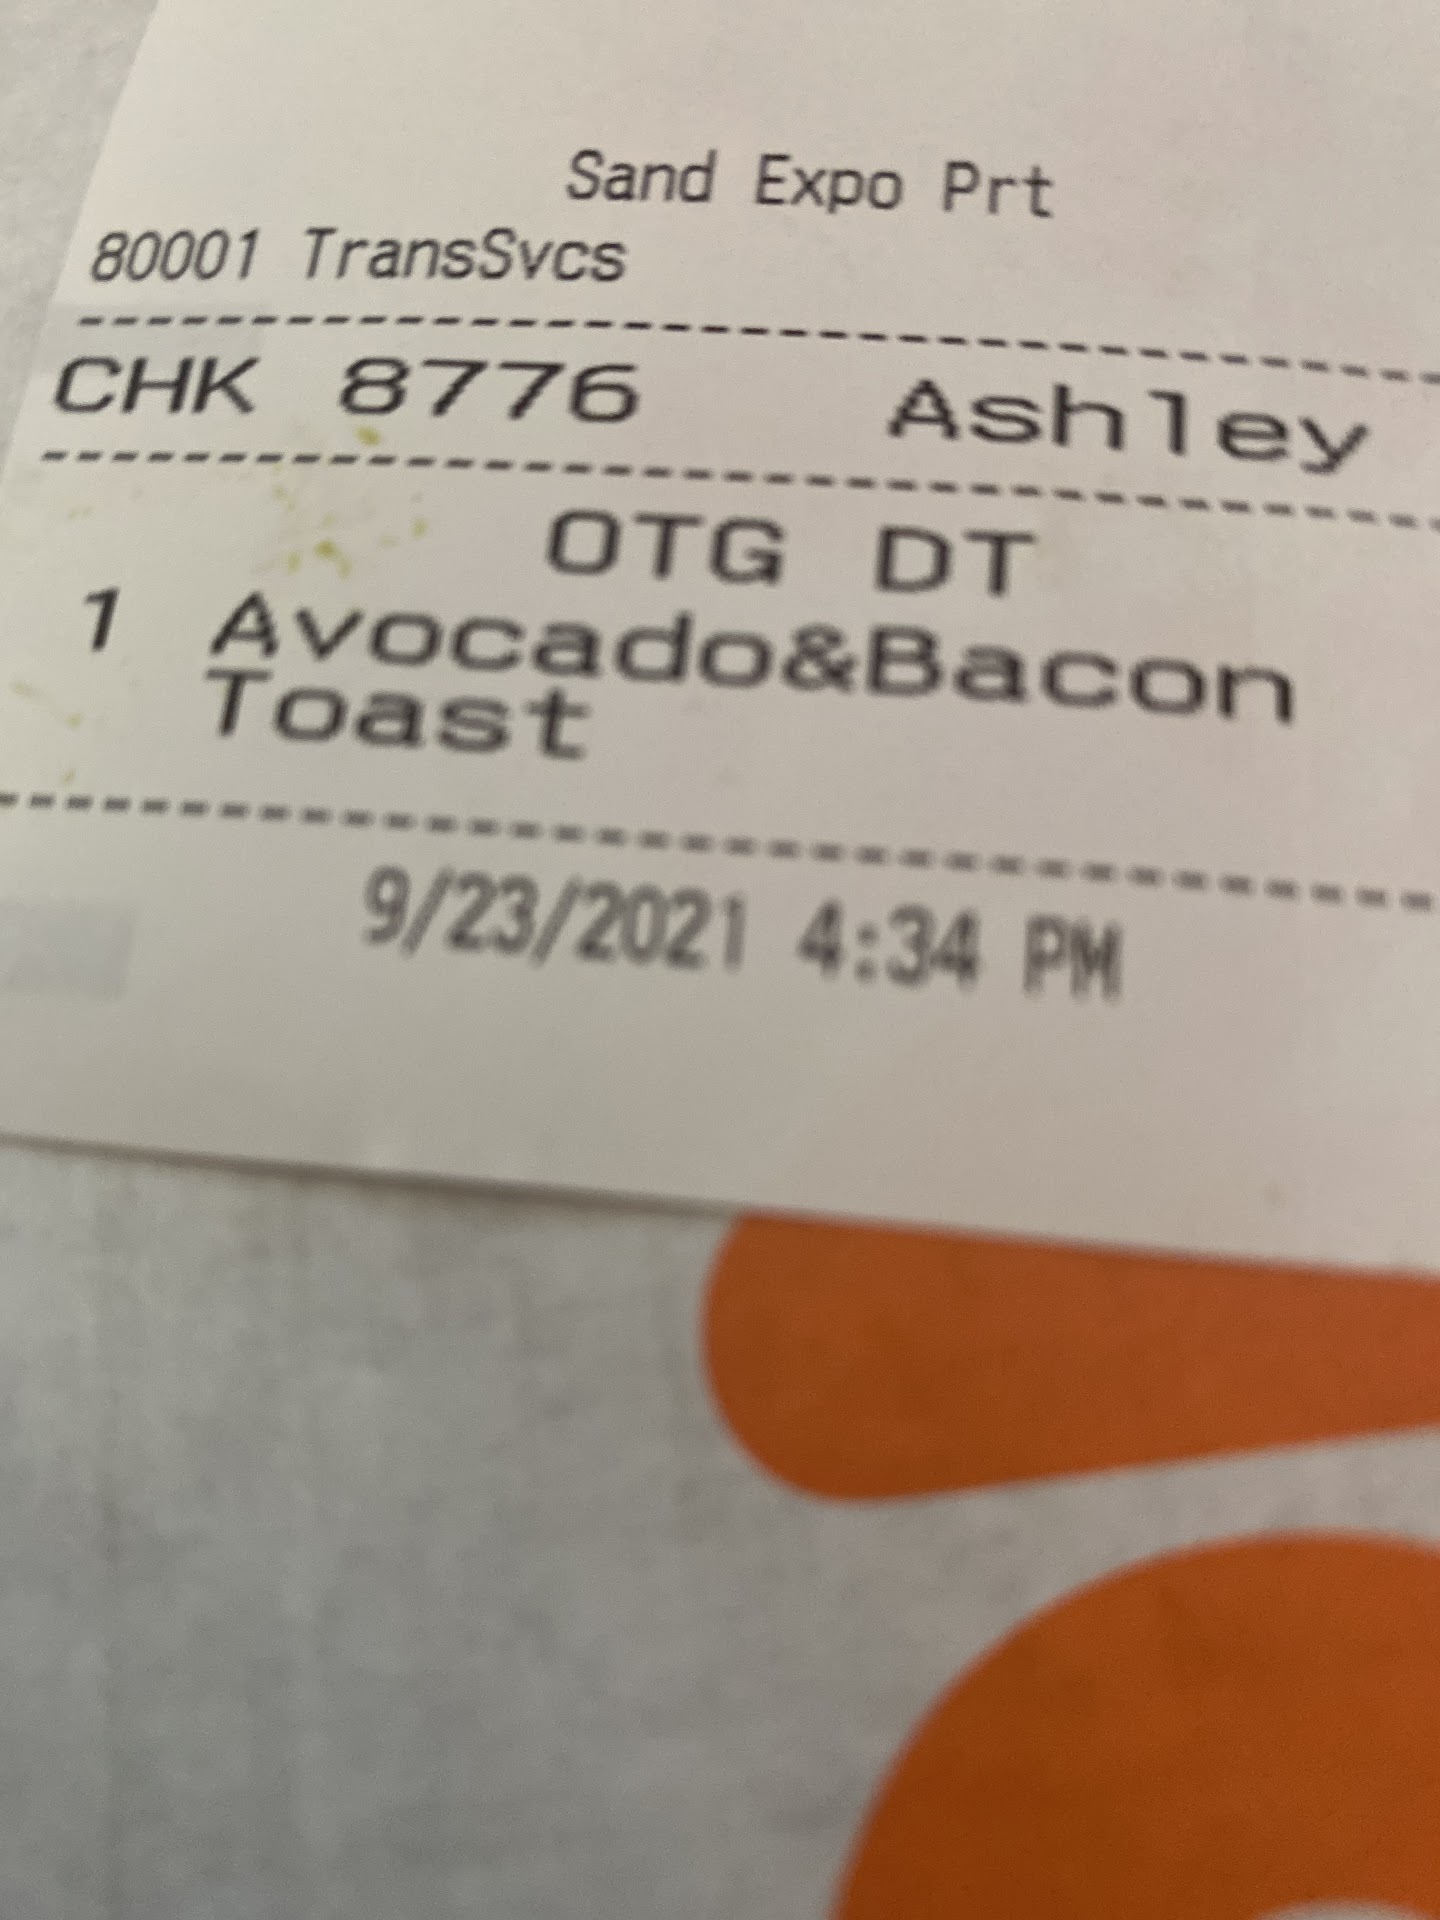 Sand Expo Prt
80001 TransSvcs
CHK 8776 Ashley
OTG DT
1 Avocado&Bacon
Toast
9/23/2021 4:34 PM